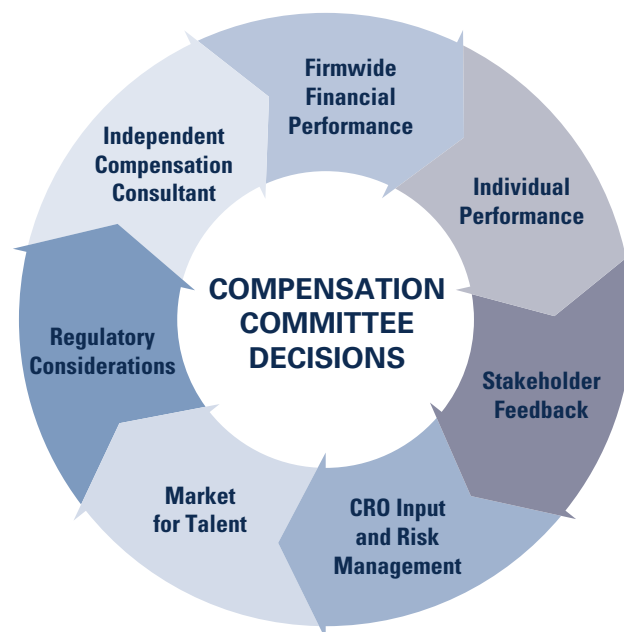 Firmwide
Financial
Performance
Individual
Performance
Stakeholder
Feedback
CRO Input
and Risk
Management
Market
for Talent
Regulatory
Considerations
Independent
Compensation
Consultant
COMPENSATION
COMMITTEE
DECISIONS